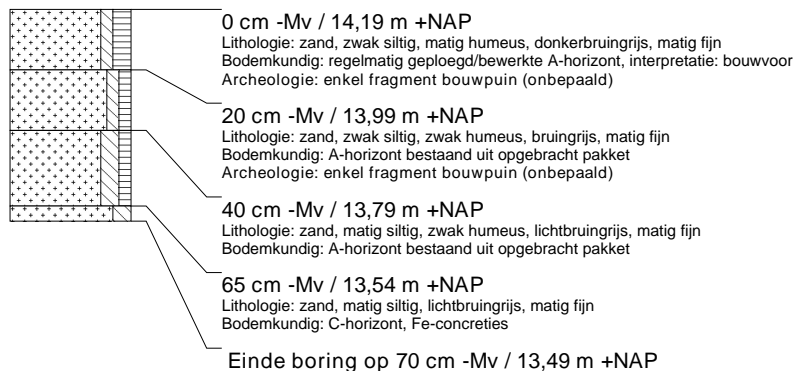 0 cm -Mv / 14,19 m +NAP
Lithologie: zand, zwak siltig, matig humeus, donkerbruingrijs, matig fijn
Bodemkundig: regelmatig geploegd/bewerkte A-horizont, interpretatie: bouwvoor
Archeologie: enkel fragment bouwpuin (onbepaald)
20 cm -Mv / 13,99 m +NAP
Lithologie: zand, zwak siltig, zwak humeus, bruingrijs, matig fijn
Bodemkundig: A-horizont bestaand uit opgebracht pakket
Archeologie: enkel fragment bouwpuin (onbepaald)
40 cm -Mv / 13,79 m +NAP
Lithologie: zand, matig siltig, zwak humeus, lichtbruingrijs, matig fijn
Bodemkundig: A-horizont bestaand uit opgebracht pakket
65 cm -Mv / 13,54 m +NAP
Lithologie: zand, matig siltig, lichtbruingrijs, matig fijn
Bodemkundig: C-horizont, Fe-concreties
Einde boring op 70 cm -Mv / 13,49 m +NAP